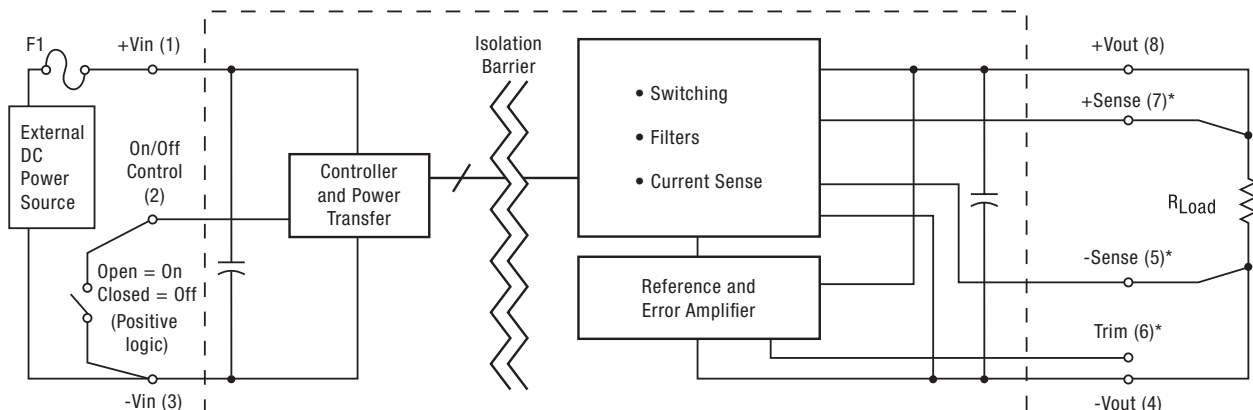 F1
+Vin (1)
External
DC
Power
Source
On/Off
Control
(2)
Open = On
Closed = Off
(Positive
logic)
-Vin (3)
Controller
and Power
Transfer
Isolation
Barrier
• Switching
• Filters
• Current Sense
Reference and
Error Amplifier
+Vout (8)
+Sense (7)*
RLoad
-Sense (5)*
Trim (6)*
-Vout (4)